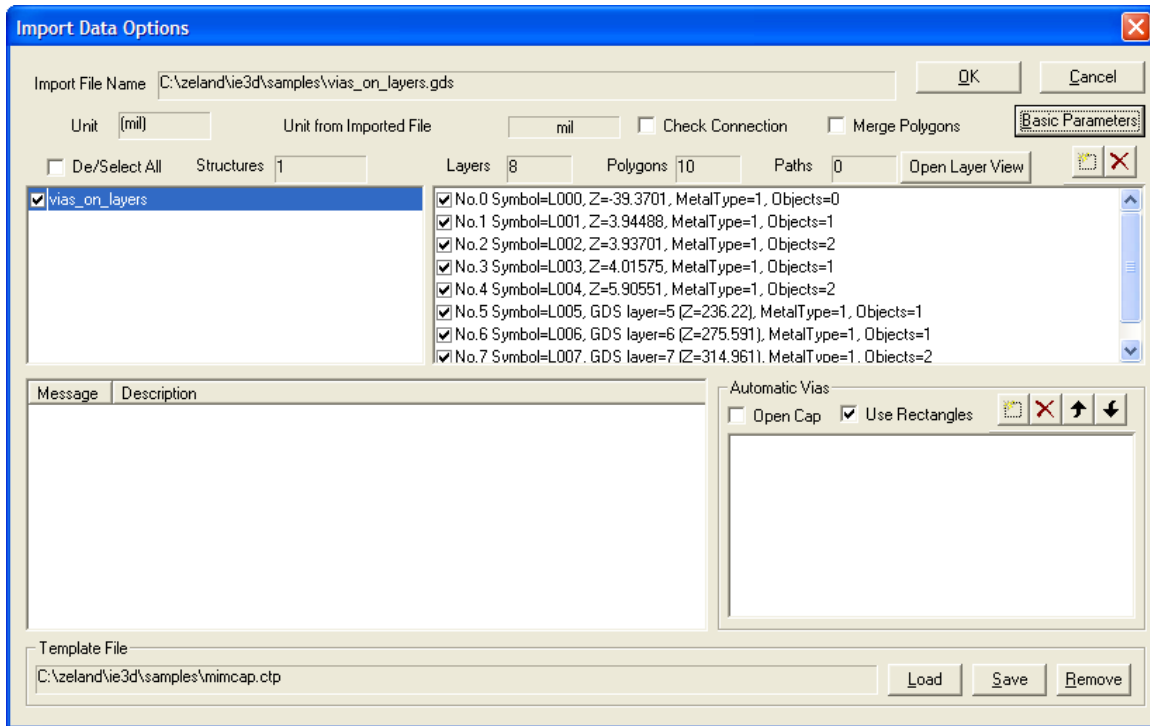 Import Data Options
Import File Name C:\zeland\ie3d\samples\vias_on_layers.gds OK Cancel
Unit (mil) Unit from Imported File mil Check Connection Merge Polygons Basic Parameters
De/Select All Structures 1 Layers 8 Polygons 10 Paths 0 Open Layer View
vias_on_layers
No.0 Symbol=L000, Z=-39.3701, MetalType=1, Objects=0
No.1 Symbol=L001, Z=3.94488, MetalType=1, Objects=1
No.2 Symbol=L002, Z=3.93701, MetalType=1, Objects=2
No.3 Symbol=L003, Z=4.01575, MetalType=1, Objects=1
No.4 Symbol=L004, Z=5.90551, MetalType=1, Objects=2
No.5 Symbol=L005, GDS layer=5 (Z=236.22), MetalType=1, Objects=1
No.6 Symbol=L006, GDS layer=6 (Z=275.591), MetalType=1, Objects=1
No.7 Symbol=L007, GDS layer=7 (Z=314.961), MetalType=1, Objects=2
Message Description
Automatic Vias
Open Cap Use Rectangles
Template File
C:\zeland\ie3d\samples\mimcap.ctp Load Save Remove